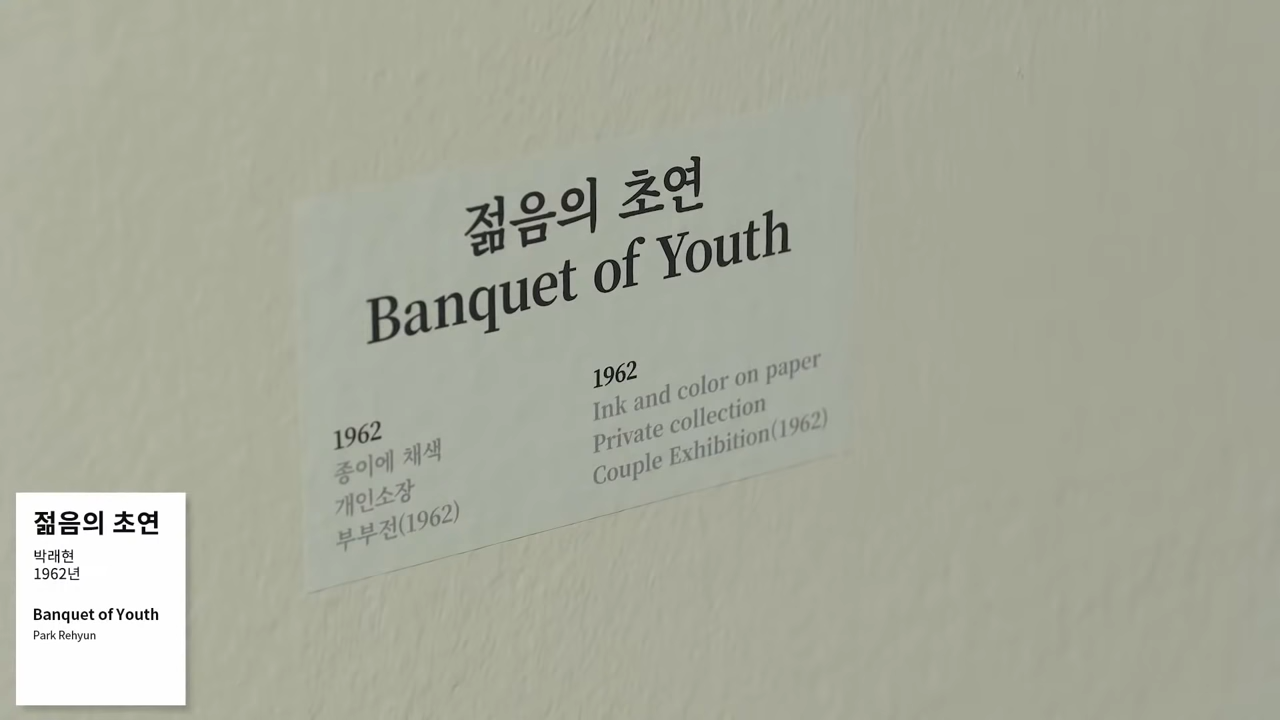 젊음의 초연
Banquet of Youth
1962
종이에 채색
개인소장
부부전(1962)
1962
Ink and color on paper
Private collection
Couple Exhibition(1962)
젊음의 초연
박래현
1962년
Banquet of Youth
Park Rehyun